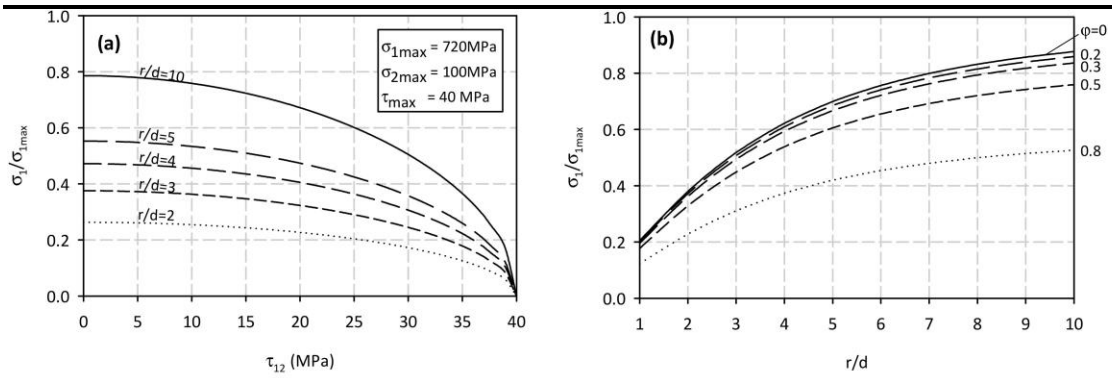 (a)
σ1max = 720MPa
σ2max = 100MPa
τmax = 40 MPa
r/d=10
r/d=5
r/d=4
r/d=3
r/d=2
1.0
0.8
0.6
0.4
0.2
0.0
σ1/σ1max
0 5 10 15 20 25 30 35 40
τ12 (MPa)
(b)
φ=0
0.2
0.3
0.5
0.8
1.0
0.8
0.6
0.4
0.2
0.0
σ1/σ1max
1 2 3 4 5 6 7 8 9 10
r/d